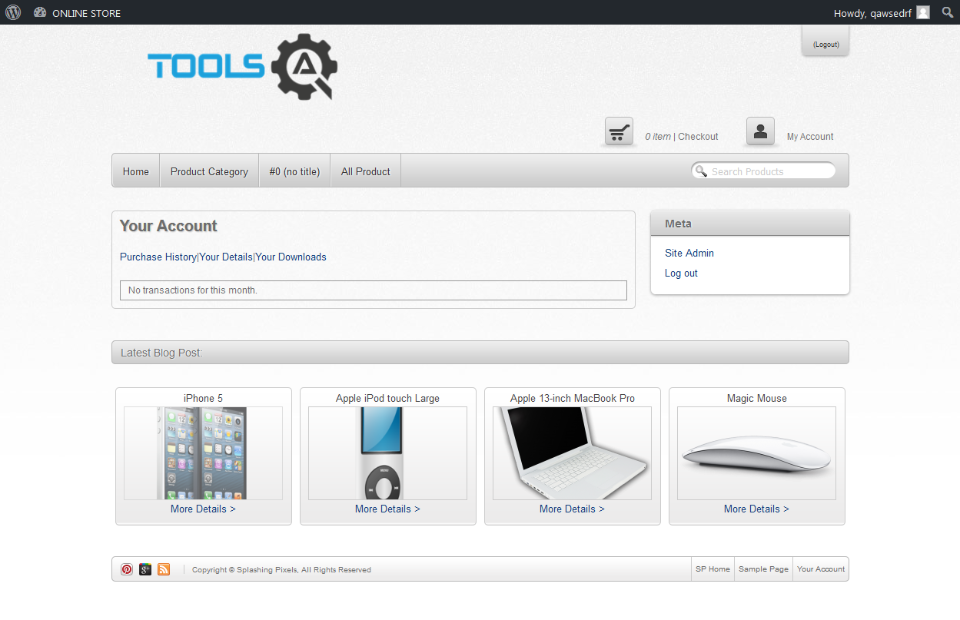 ONLINE STORE
Howdy, qawsedrf
(Logout)
TOOLS QA
0 item | Checkout
My Account
Home
Product Category
#0 (no title)
All Product
Search Products
Your Account
Purchase History|Your Details|Your Downloads
No transactions for this month.
Meta
Site Admin
Log out
Latest Blog Post
iPhone 5
Apple iPod touch Large
Apple 13-inch MacBook Pro
Magic Mouse
More Details >
More Details >
More Details >
More Details >
Copyright © Splashing Pixels, All Rights Reserved
SP Home
Sample Page
Your Account